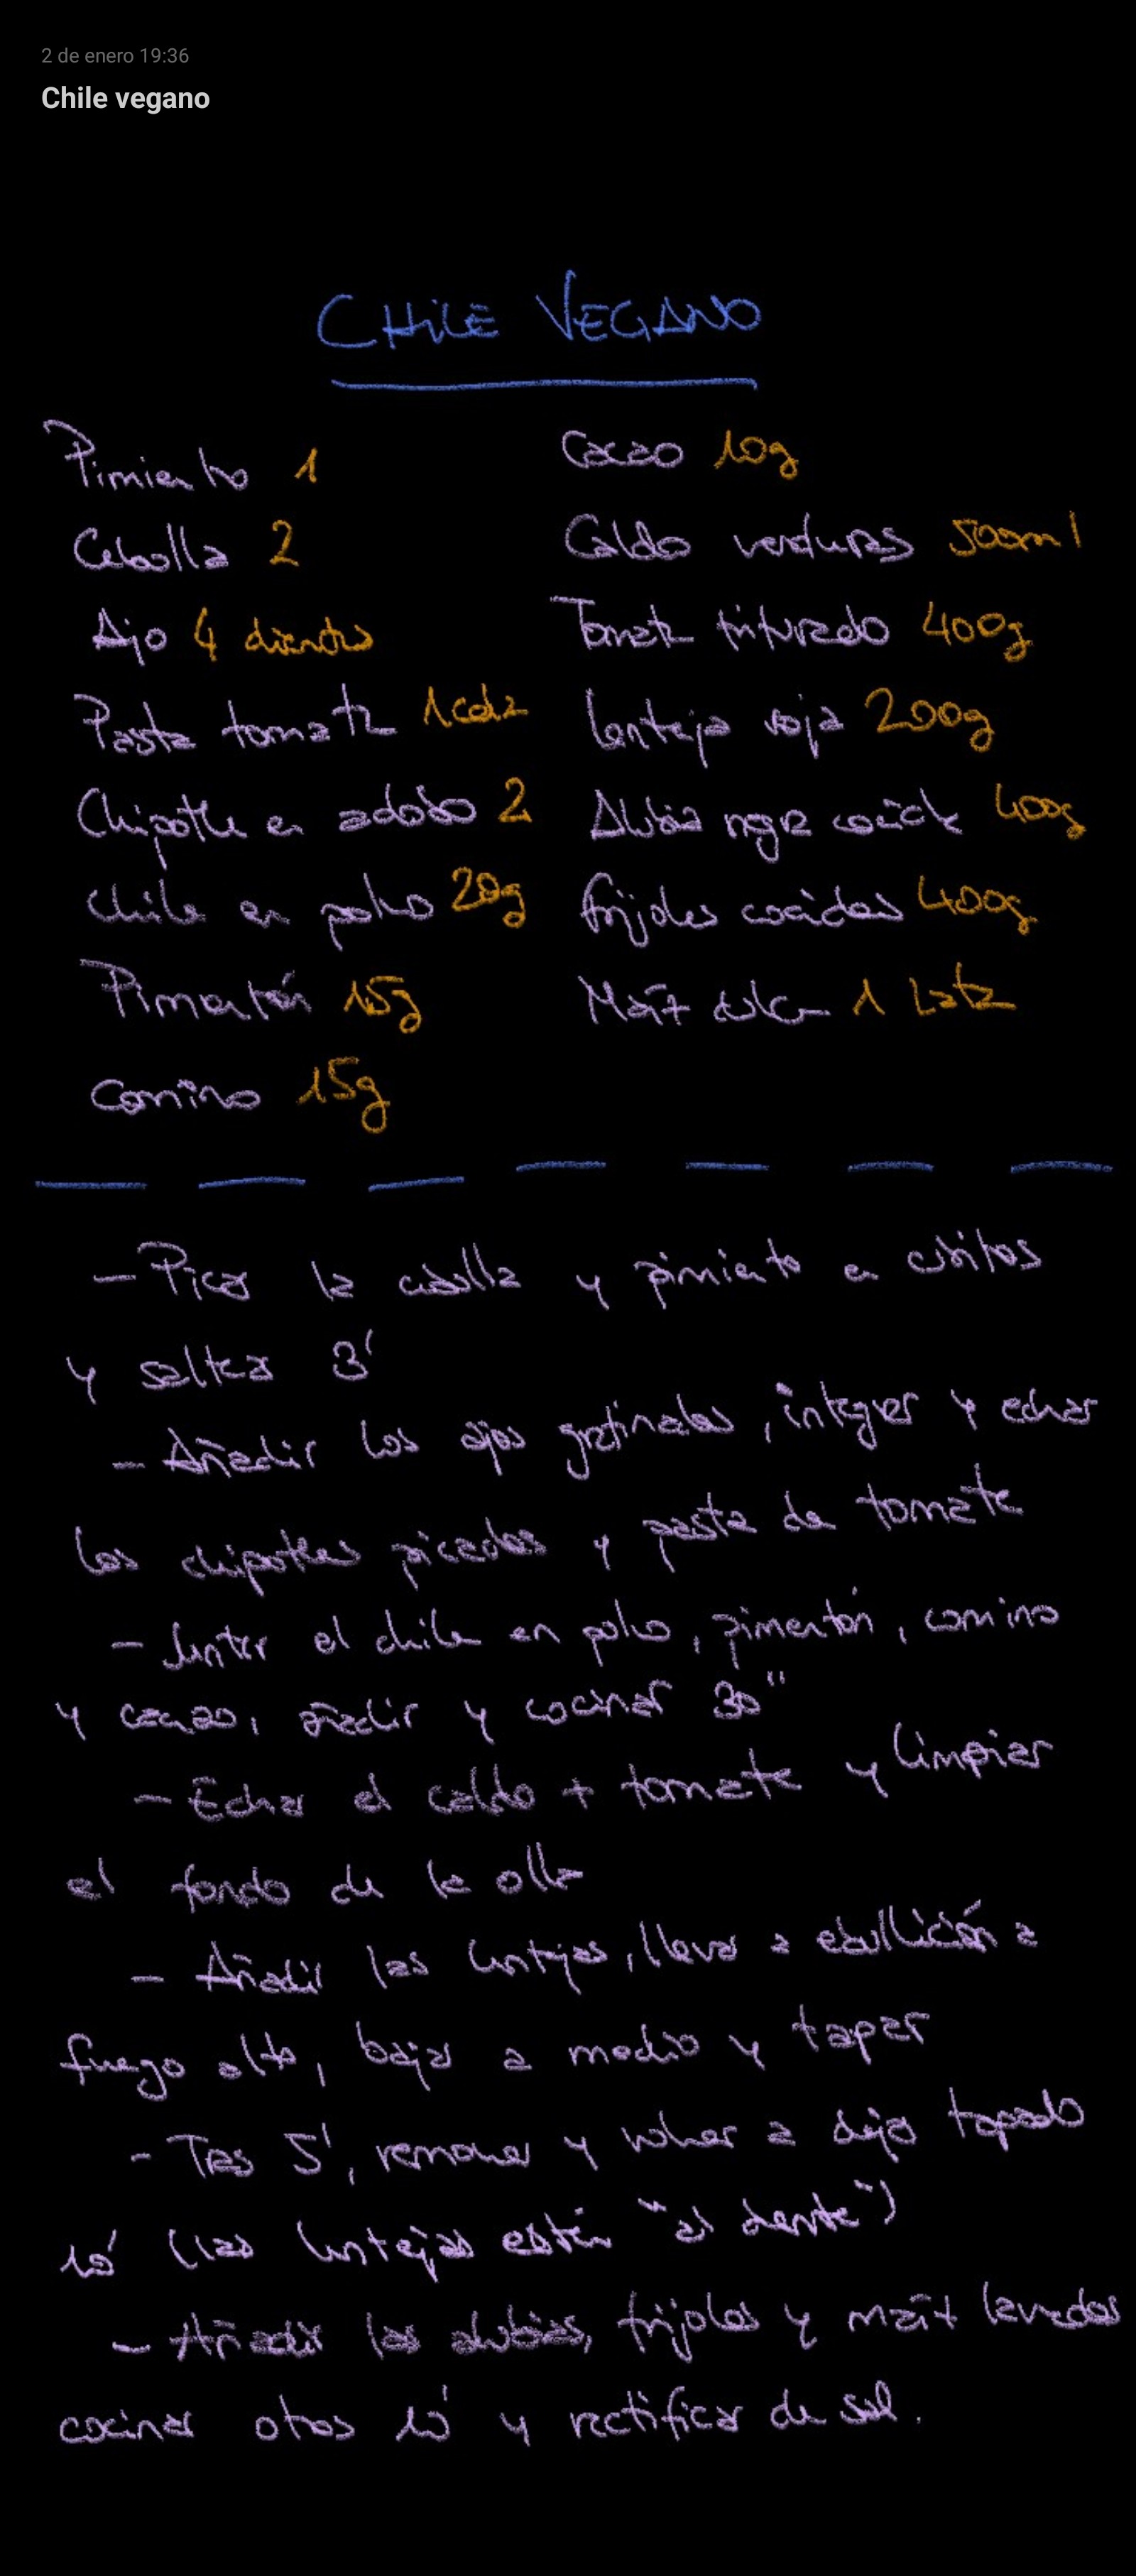 2 de enero 19:36
Chile vegano
CHILE VEGANO
Pimiento 1
Cebolla 2
Ajo 4 dientes
Pasta tomate 1 cda
Chipotle en adobo 2
Chile en polvo 20g
Pimentón 15g
Comino 15g
Cacao 10g
Caldo verduras 500ml
Tomate triturado 400g
Lenteja roja 200g
Alubia negra cocida 400g
Frijoles cocidos 400g
Maíz dulce 1 Lata
- Picar la cebolla y pimiento en cubitos
y saltear 3'
- Añadir los ajos gratinados, integrar y echar
los chipotles picados y pasta de tomate
- Juntar el chile en polvo, pimentón, comino
y cacao, añadir y cocinar 30"
- Echar el caldo + tomate y limpiar
el fondo de la olla
- Añadir las lentejas, llevar a ebullición a
fuego alto, bajar a medio y tapar
- Tras 5', remover y volver a dejar tapado
10' (las lentejas estén "al dente")
- Añadir las alubias, frijoles y maíz lavados
cocinar otros 10' y rectificar de sal.